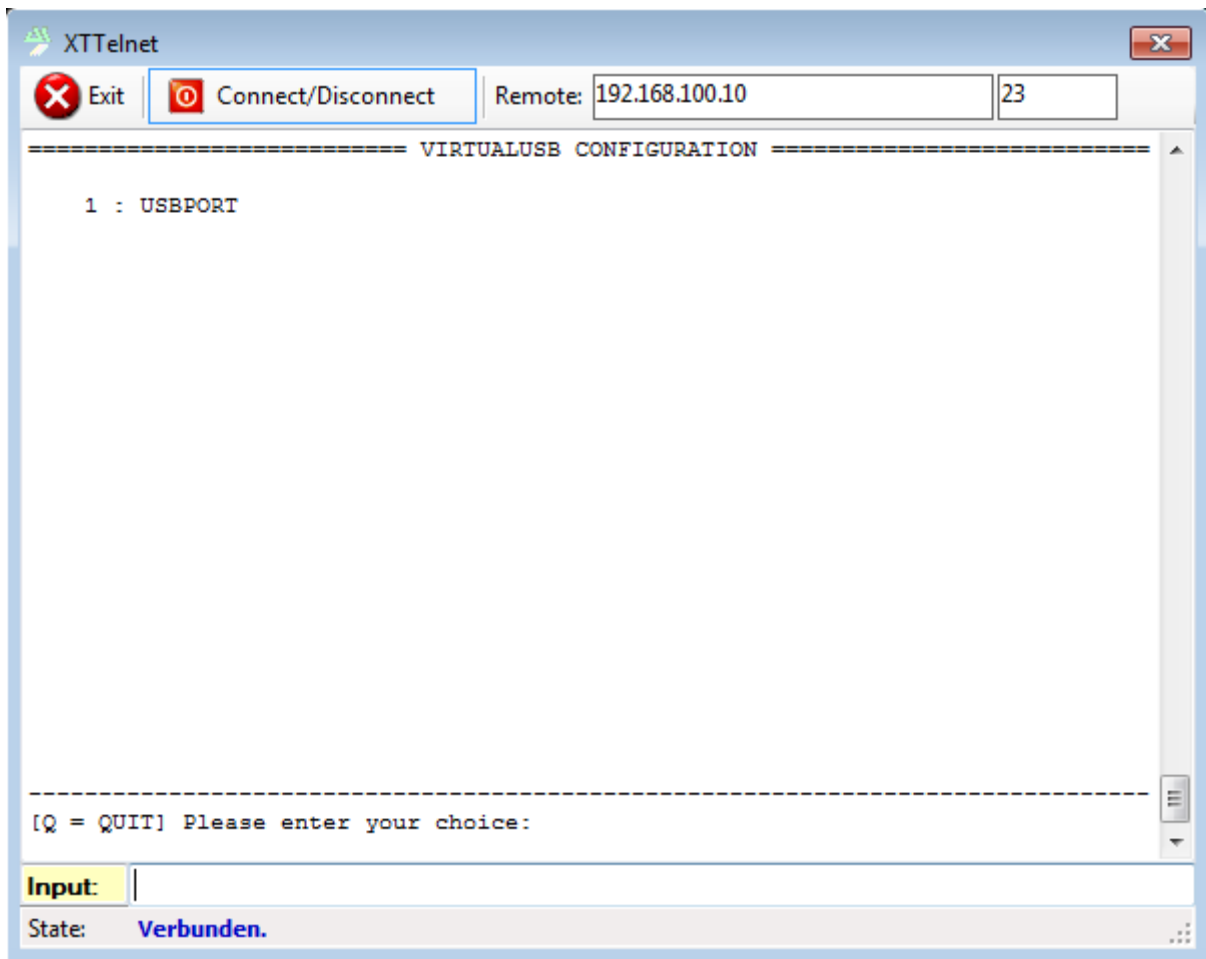 XTTelnet
Exit Connect/Disconnect Remote: 192.168.100.10 23
=========================== VIRTUALUSB CONFIGURATION ===========================
1 : USBPORT
--------------------------------------------------------------------------------
[Q = QUIT] Please enter your choice:
Input:
State: Verbunden.